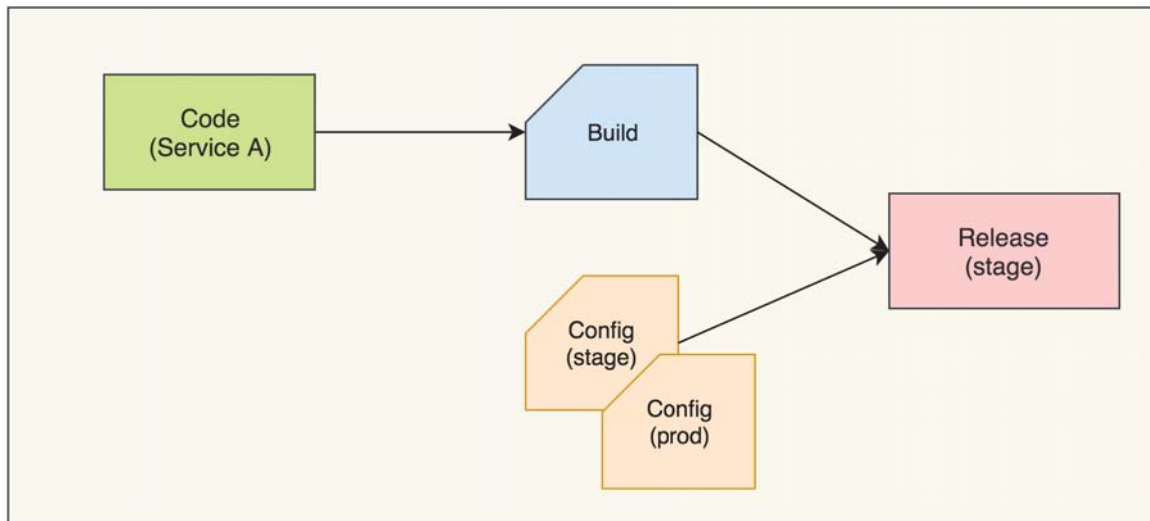 Code
(Service A)
Build
Release
(stage)
Config
(stage)
Config
(prod)